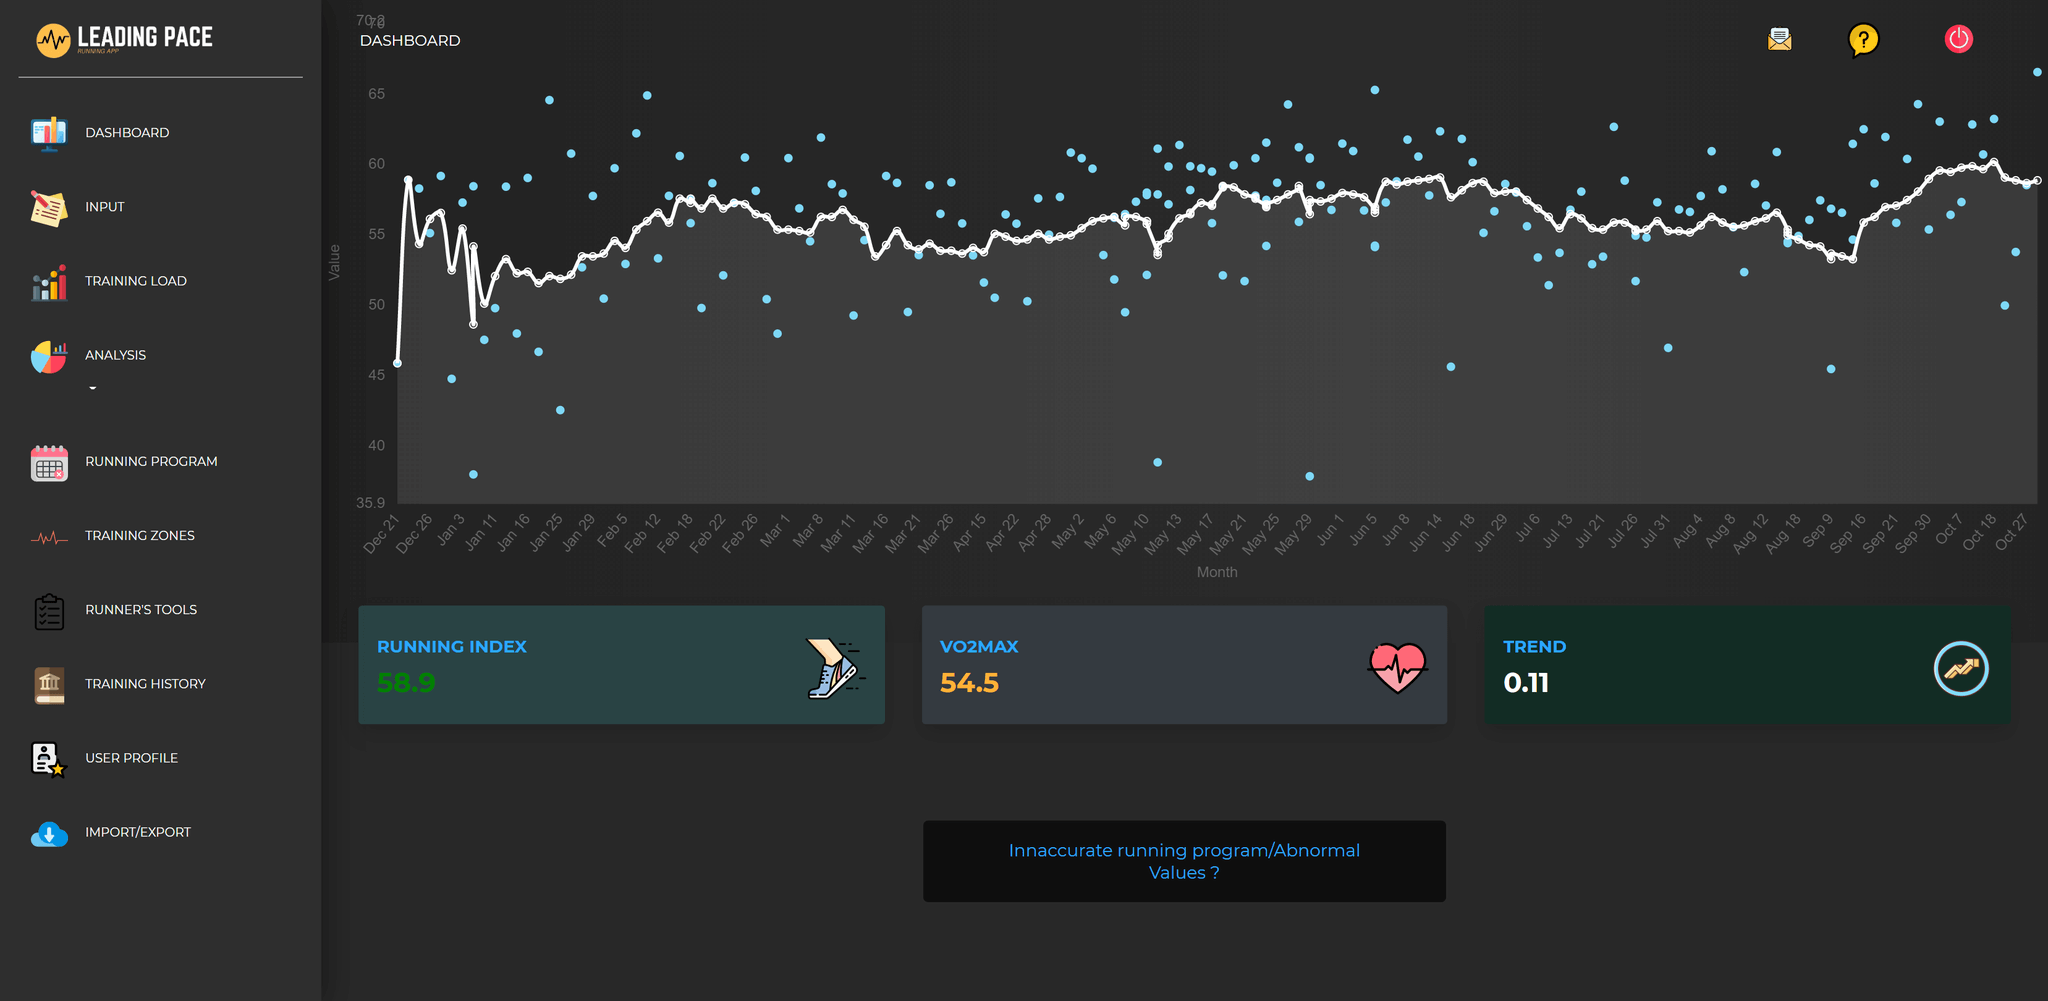 LEADING PACE
RUNNING APP
DASHBOARD
INPUT
TRAINING LOAD
ANALYSIS
RUNNING PROGRAM
TRAINING ZONES
RUNNER'S TOOLS
TRAINING HISTORY
USER PROFILE
IMPORT/EXPORT
DASHBOARD
?
70.2
70
65
60
55
50
45
40
35.9
Value
Dec 21
Dec 26
Jan 3
Jan 11
Jan 16
Jan 25
Jan 29
Feb 5
Feb 12
Feb 18
Feb 22
Feb 26
Mar 1
Mar 8
Mar 11
Mar 16
Mar 21
Mar 26
Apr 15
Apr 22
Apr 28
May 2
May 6
May 10
May 13
May 17
May 21
May 25
May 29
Jun 1
Jun 5
Jun 8
Jun 14
Jun 18
Jun 29
Jul 6
Jul 13
Jul 21
Jul 26
Jul 31
Aug 4
Aug 8
Aug 12
Aug 18
Sep 9
Sep 16
Sep 21
Sep 30
Oct 7
Oct 18
Oct 27
Month
RUNNING INDEX
58.9
VO2MAX
54.5
TREND
0.11
Innaccurate running program/Abnormal
Values ?